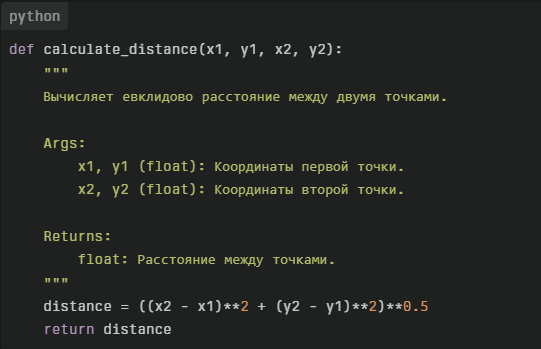 python
def calculate_distance(x1, y1, x2, y2):
    """
    Вычисляет евклидово расстояние между двумя точками.

    Args:
        x1, y1 (float): Координаты первой точки.
        x2, y2 (float): Координаты второй точки.

    Returns:
        float: Расстояние между точками.
    """
    distance = ((x2 - x1)**2 + (y2 - y1)**2)**0.5
    return distance